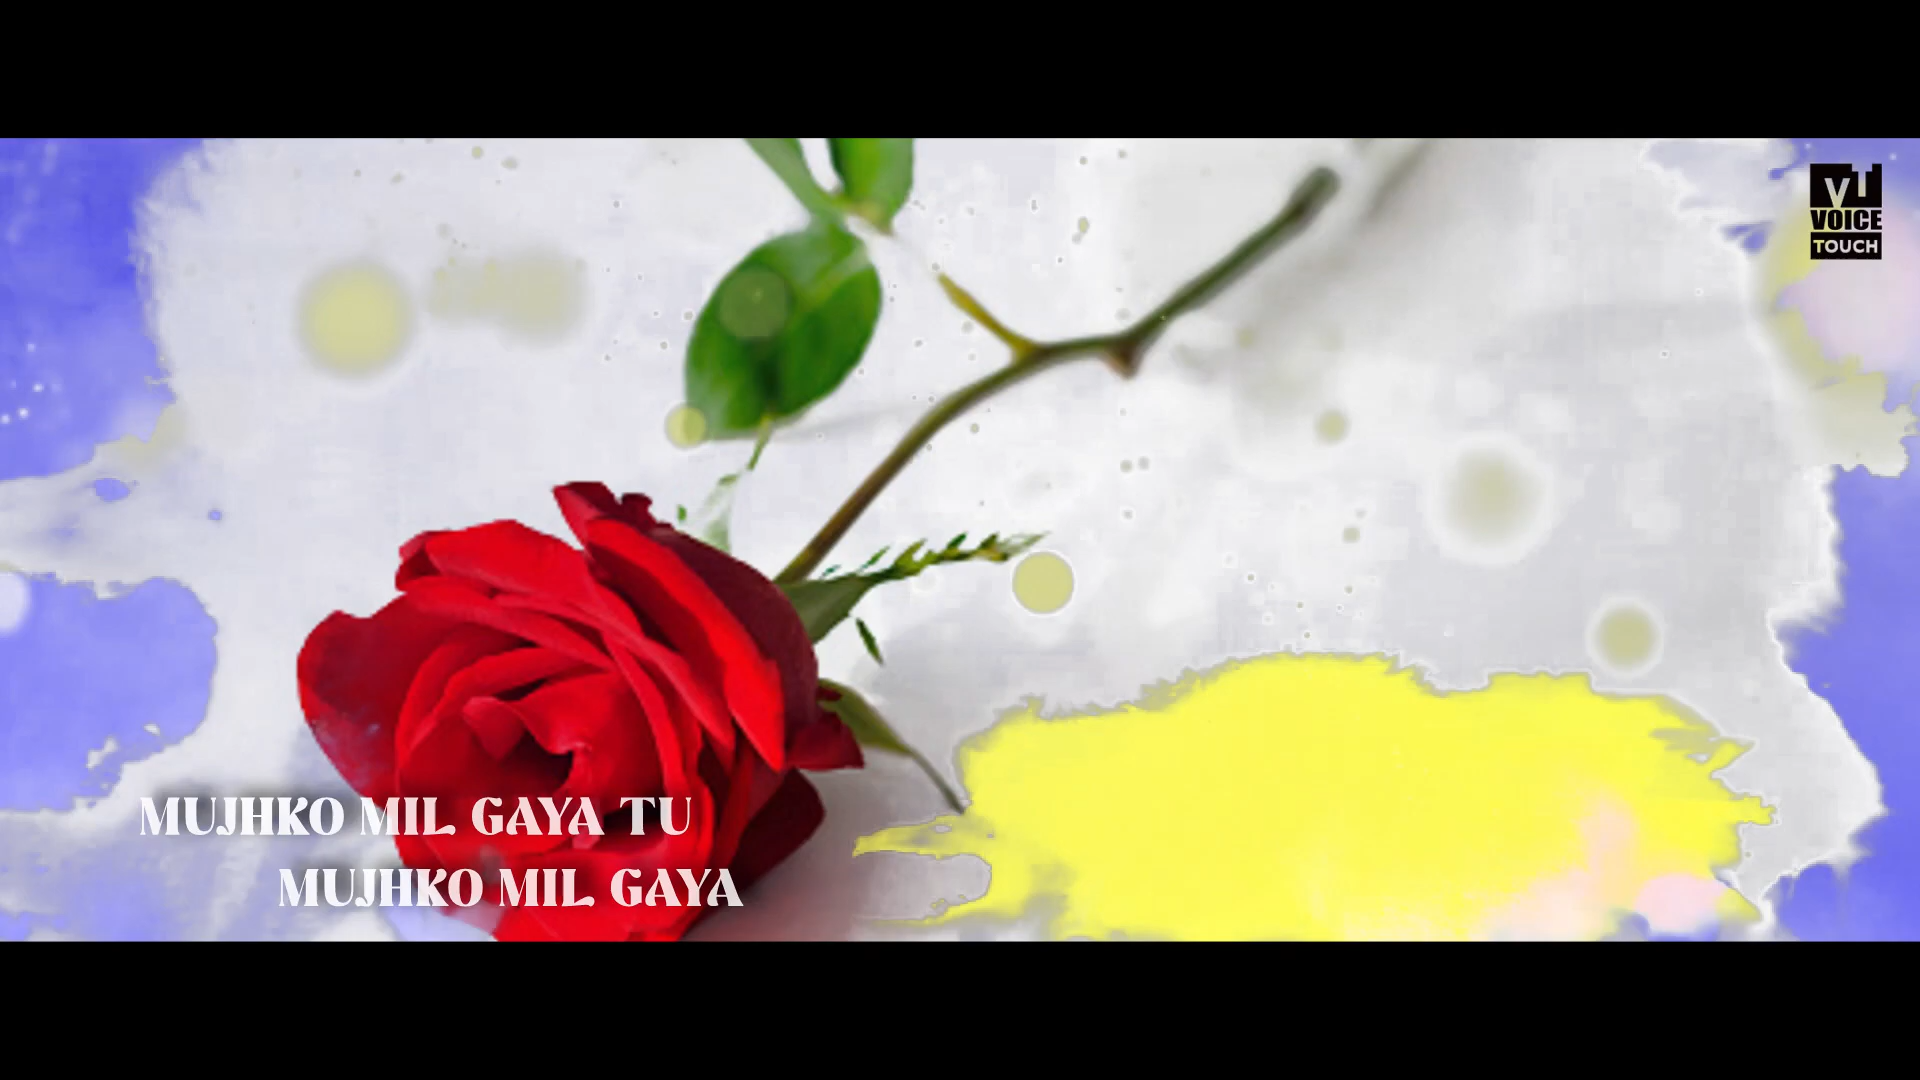 VT
VOICE
TOUCH
MUJHKO MIL GAYA TU
MUJHKO MIL GAYA